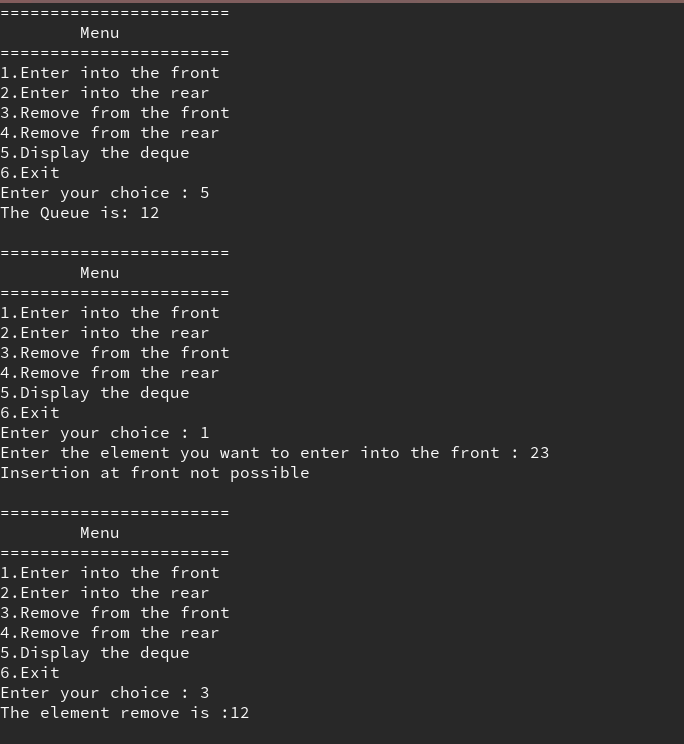 =======================
Menu
=======================
1.Enter into the front
2.Enter into the rear
3.Remove from the front
4.Remove from the rear
5.Display the deque
6.Exit
Enter your choice : 5
The Queue is: 12
=======================
Menu
=======================
1.Enter into the front
2.Enter into the rear
3.Remove from the front
4.Remove from the rear
5.Display the deque
6.Exit
Enter your choice : 1
Enter the element you want to enter into the front : 23
Insertion at front not possible
=======================
Menu
=======================
1.Enter into the front
2.Enter into the rear
3.Remove from the front
4.Remove from the rear
5.Display the deque
6.Exit
Enter your choice : 3
The element remove is :12